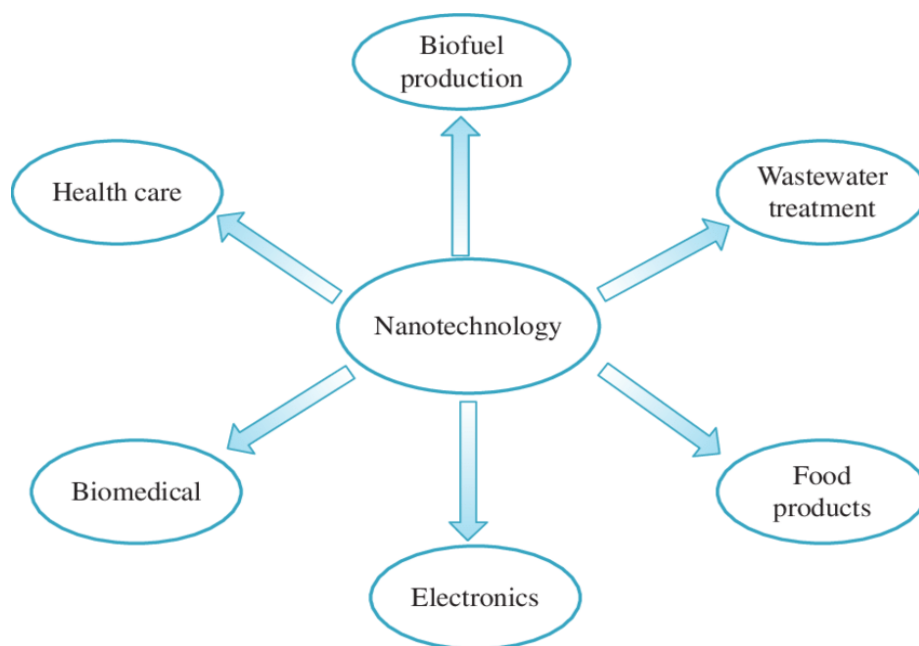 Biofuel
production
Health care
Wastewater
treatment
Nanotechnology
Biomedical
Food
products
Electronics